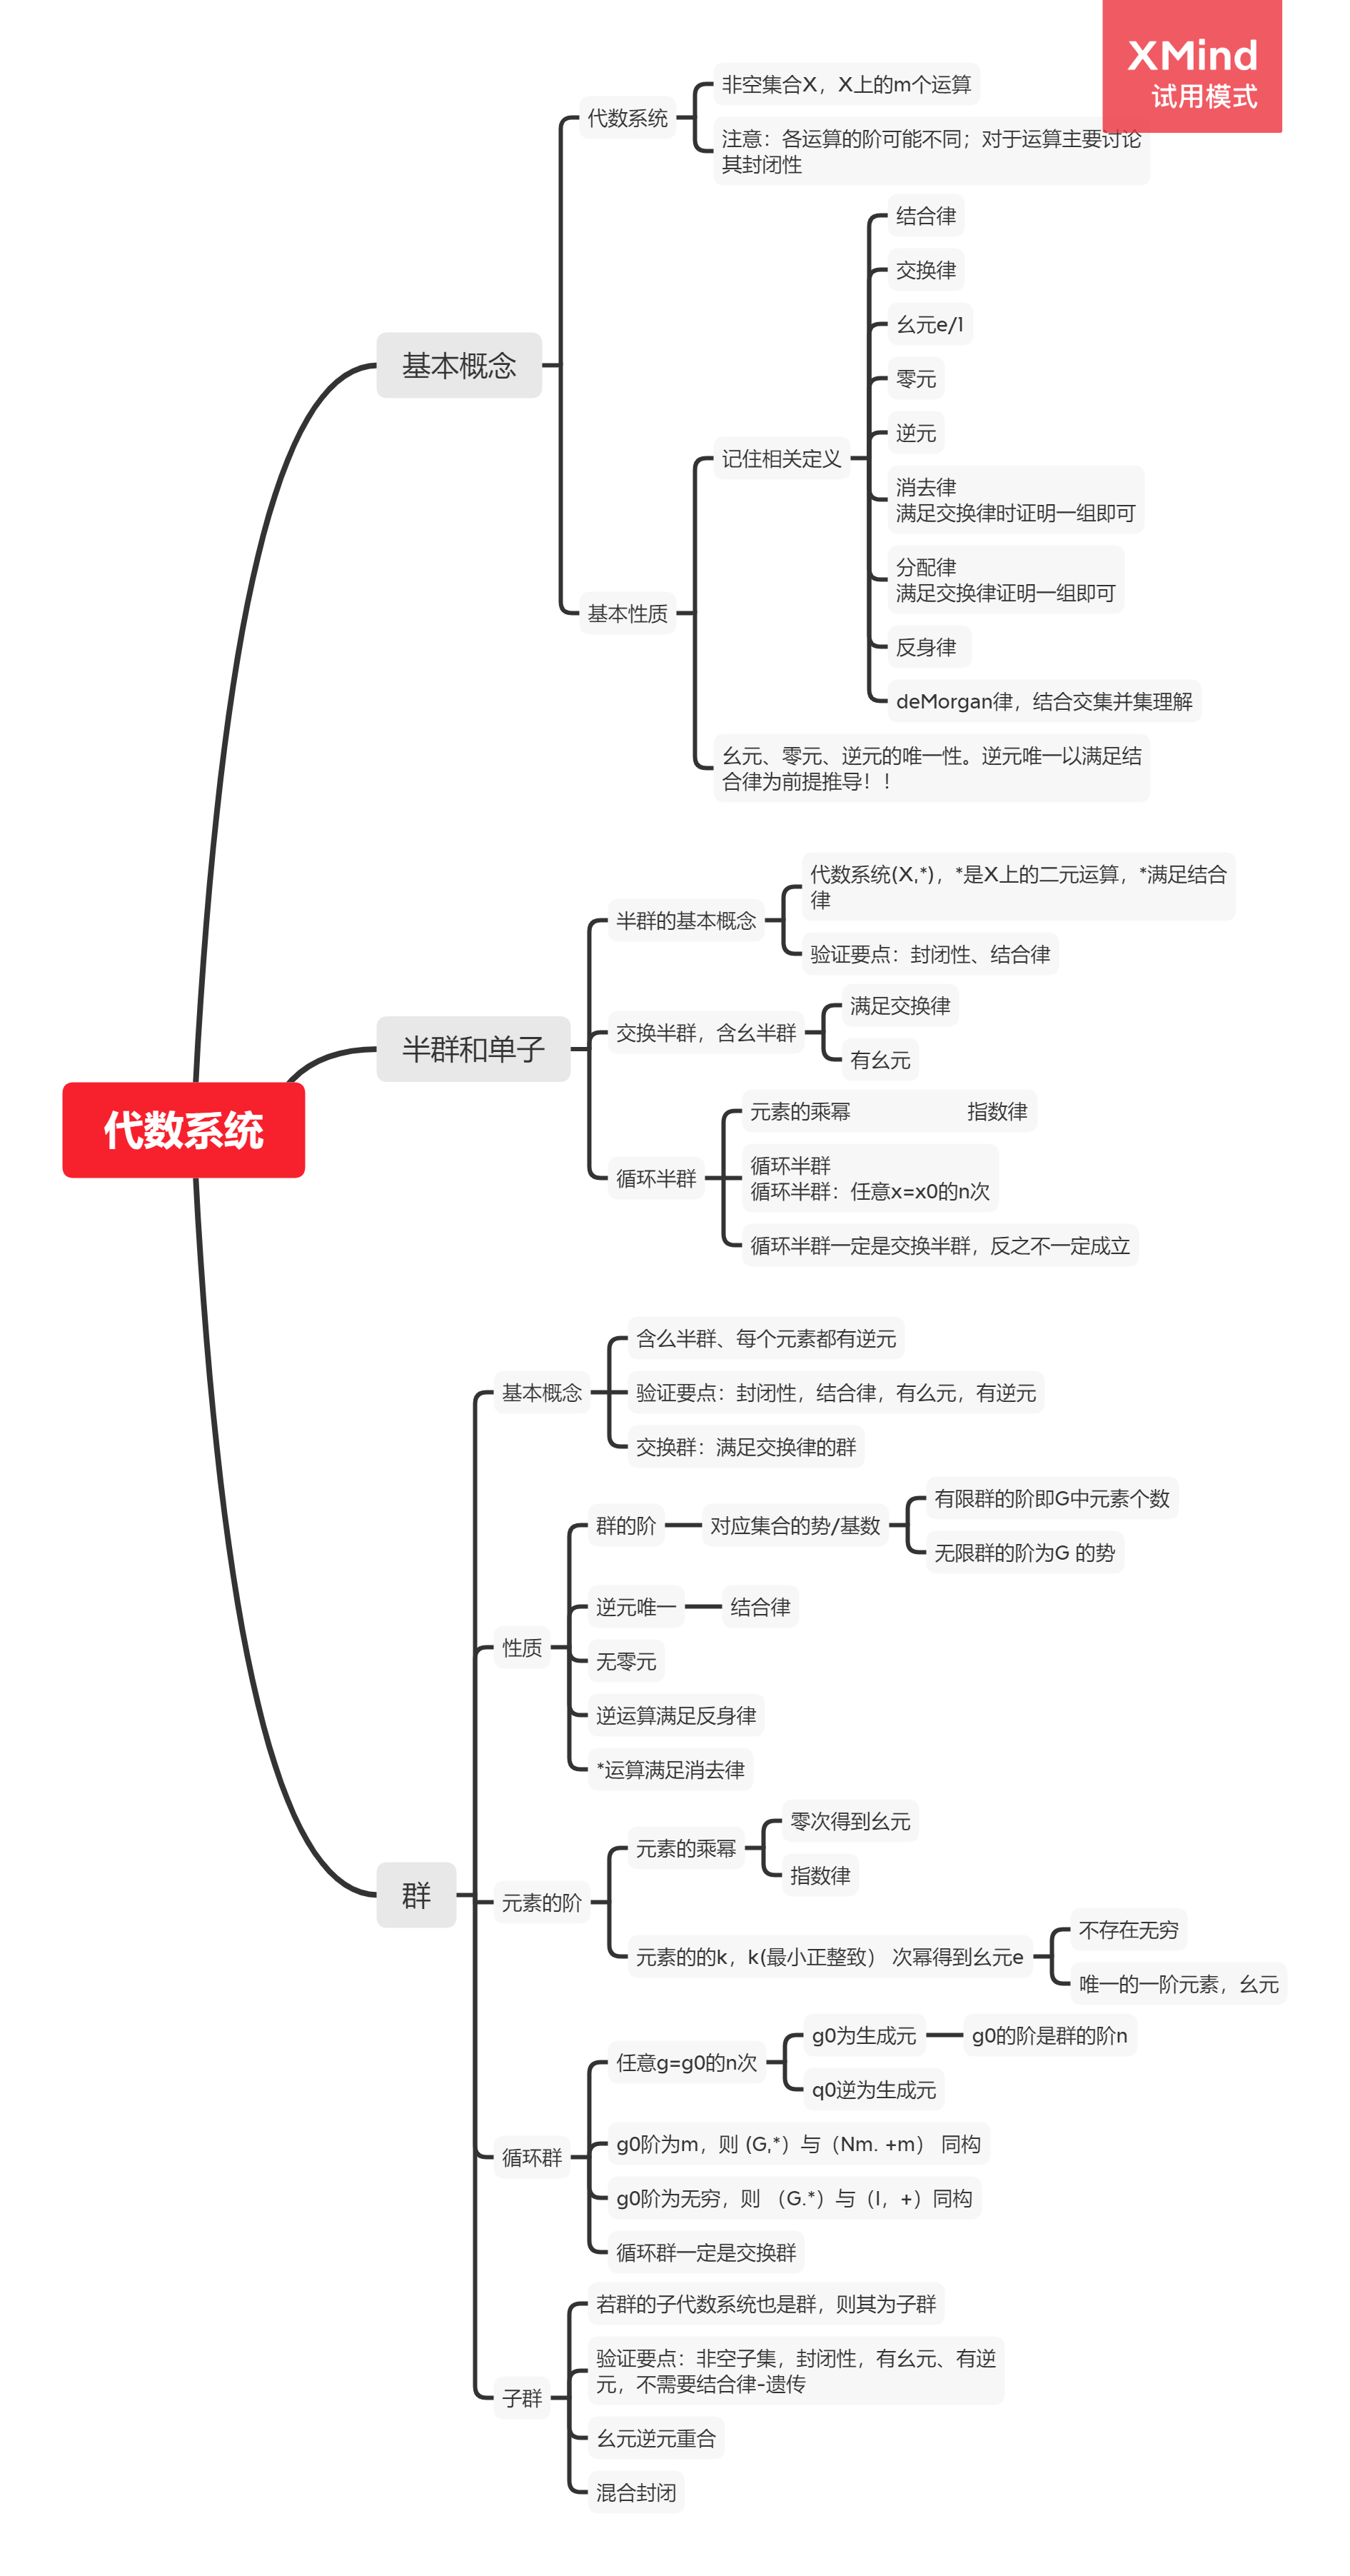 XMind
试用模式
代数系统
基本概念
代数系统
非空集合X，X上的m个运算
注意：各运算的阶可能不同；对于运算主要讨论
其封闭性
基本性质
记住相关定义
结合律
交换律
幺元e/1
零元
逆元
消去律
满足交换律时证明一组即可
分配律
满足交换律证明一组即可
反身律
deMorgan律，结合交集并集理解
幺元、零元、逆元的唯一性。逆元唯一以满足结
合律为前提推导！！
半群和单子
半群的基本概念
代数系统(X,*)，*是X上的二元运算，*满足结合
律
验证要点：封闭性、结合律
交换半群，含幺半群
满足交换律
有幺元
循环半群
元素的乘幂 指数律
循环半群
循环半群：任意x=x0的n次
循环半群一定是交换半群，反之不一定成立
群
基本概念
含么半群、每个元素都有逆元
验证要点：封闭性，结合律，有么元，有逆元
交换群：满足交换律的群
性质
群的阶
对应集合的势/基数
有限群的阶即G中元素个数
无限群的阶为G 的势
逆元唯一
结合律
无零元
逆运算满足反身律
*运算满足消去律
元素的阶
元素的乘幂
零次得到幺元
指数律
元素的的k，k(最小正整致） 次幂得到幺元e
不存在无穷
唯一的一阶元素，幺元
循环群
任意g=g0的n次
g0为生成元
g0的阶是群的阶n
q0逆为生成元
g0阶为m，则 (G,*）与（Nm. +m） 同构
g0阶为无穷，则 （G.*）与（I，+）同构
循环群一定是交换群
子群
若群的子代数系统也是群，则其为子群
验证要点：非空子集，封闭性，有幺元、有逆
元，不需要结合律-遗传
幺元逆元重合
混合封闭